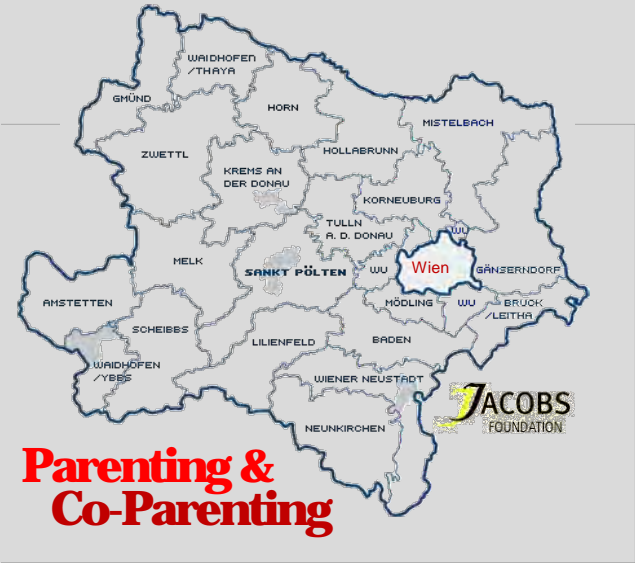 WAIDHOFEN
/THAYA
GMÜND
HORN
MISTELBACH
ZWETTL
HOLLABRUNN
KREMS AN
DER DONAU
KORNEUBURG
TULLN
A. D. DONAU
WU
MELK
SANKT PÖLTEN
WU
Wien
GÄNSERNDORF
AMSTETTEN
MÖDLING
WU
BRUCK
/LEITHA
SCHEIBBS
LILIENFELD
BADEN
WAIDHOFEN
/YBBS
WIENER NEUSTADT
JACOBS
FOUNDATION
NEUNKIRCHEN
Parenting &
Co-Parenting